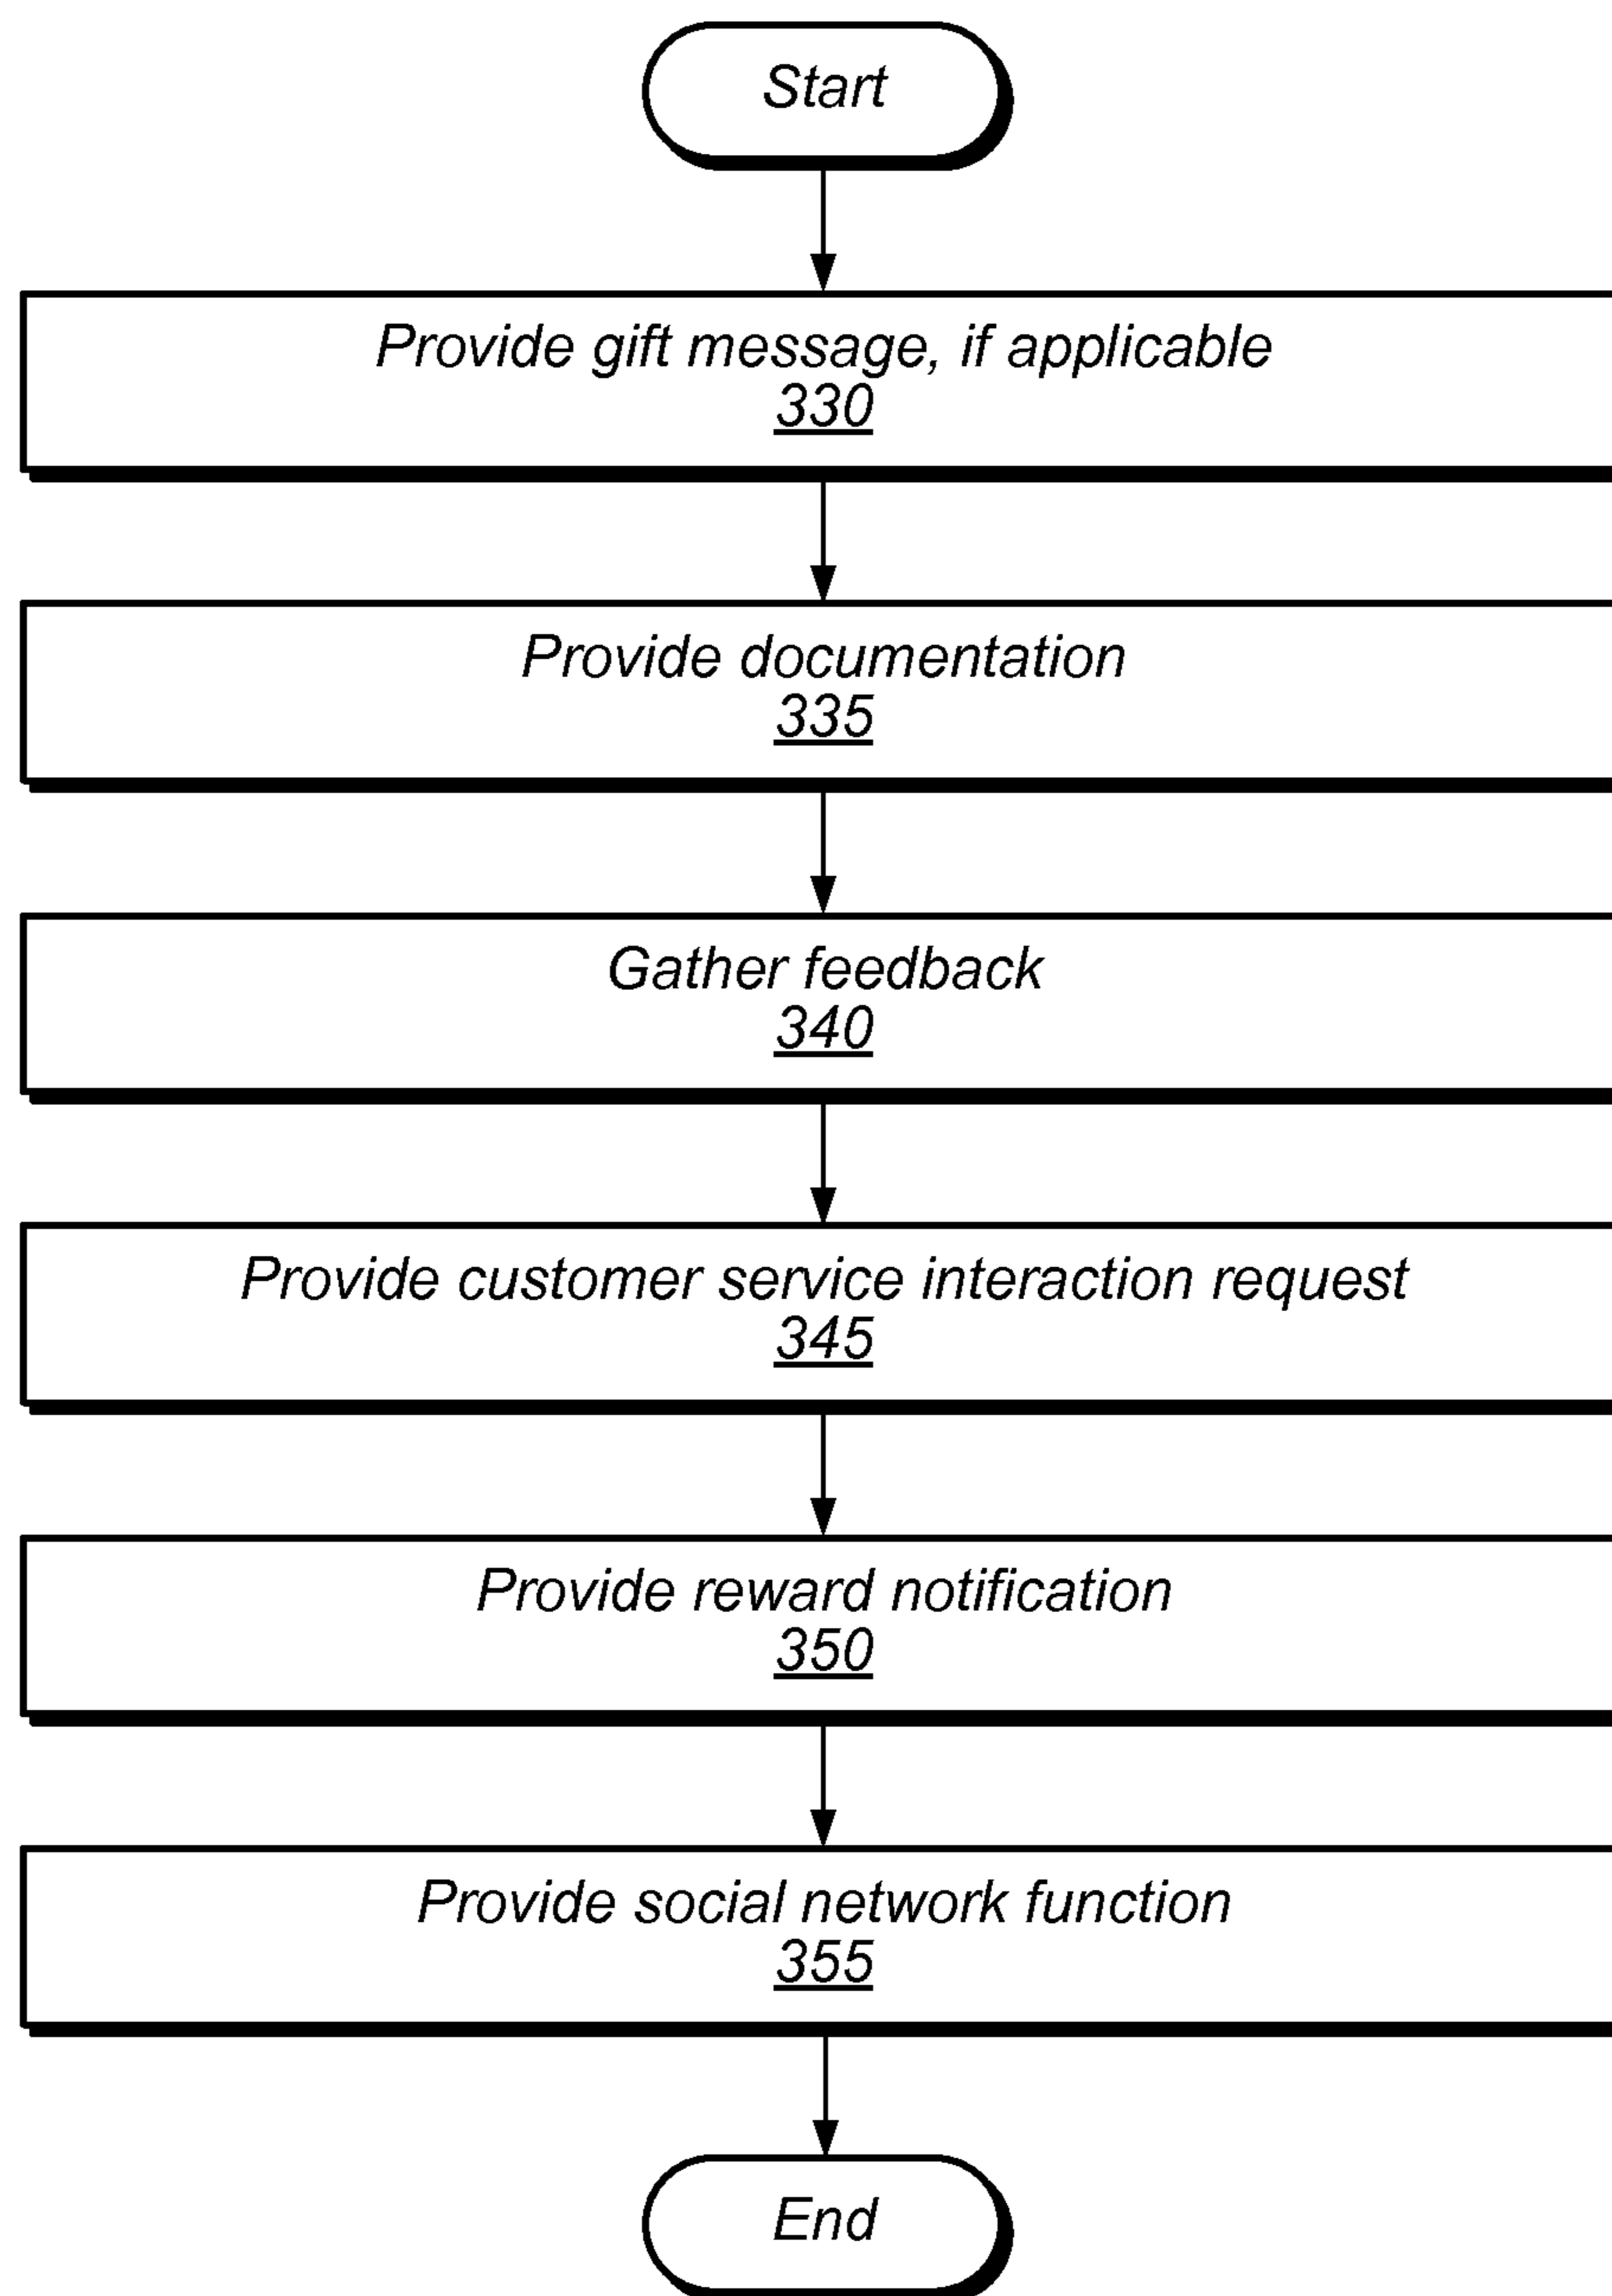 Start
Provide gift message, if applicable
330
Provide documentation
335
Gather feedback
340
Provide customer service interaction request
345
Provide reward notification
350
Provide social network function
355
End